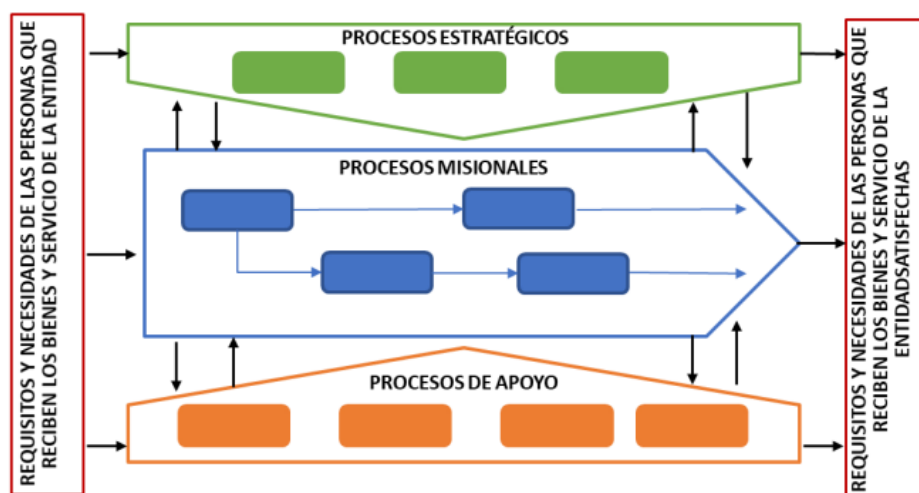 REQUISITOS Y NECESIDADES DE LAS PERSONAS QUE
RECIBEN LOS BIENES Y SERVICIO DE LA ENTIDAD
PROCESOS ESTRATÉGICOS
PROCESOS MISIONALES
PROCESOS DE APOYO
REQUISITOS Y NECESIDADES DE LAS PERSONAS QUE
RECIBEN LOS BIENES Y SERVICIO DE LA
ENTIDADSATISFECHAS